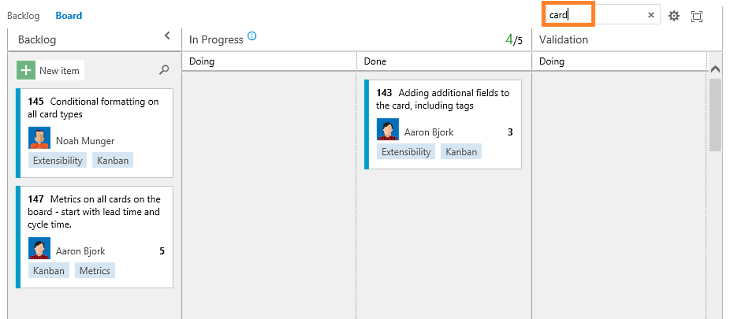 Backlog Board card ×
Backlog < In Progress 4/5 Validation
Doing Done Doing
+ New item
145 Conditional formatting on
all card types
Noah Munger
Extensibility Kanban
147 Metrics on all cards on the
board - start with lead time and
cycle time.
Aaron Bjork 5
Kanban Metrics
143 Adding additional fields to
the card, including tags
Aaron Bjork 3
Extensibility Kanban